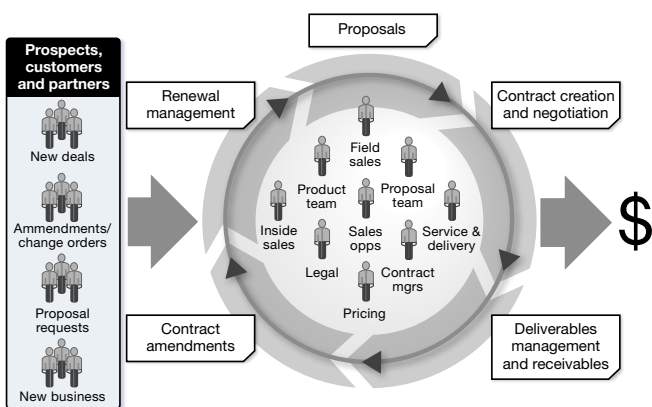 Proposals
Prospects,
customers
and partners
New deals
Ammendments/
change orders
Proposal
requests
New business
Renewal
management
Contract creation
and negotiation
Field
sales
Product
team
Proposal
team
Inside
sales
Sales
opps
Service &
delivery
Legal
Contract
mgrs
Pricing
$
Contract
amendments
Deliverables
management
and receivables